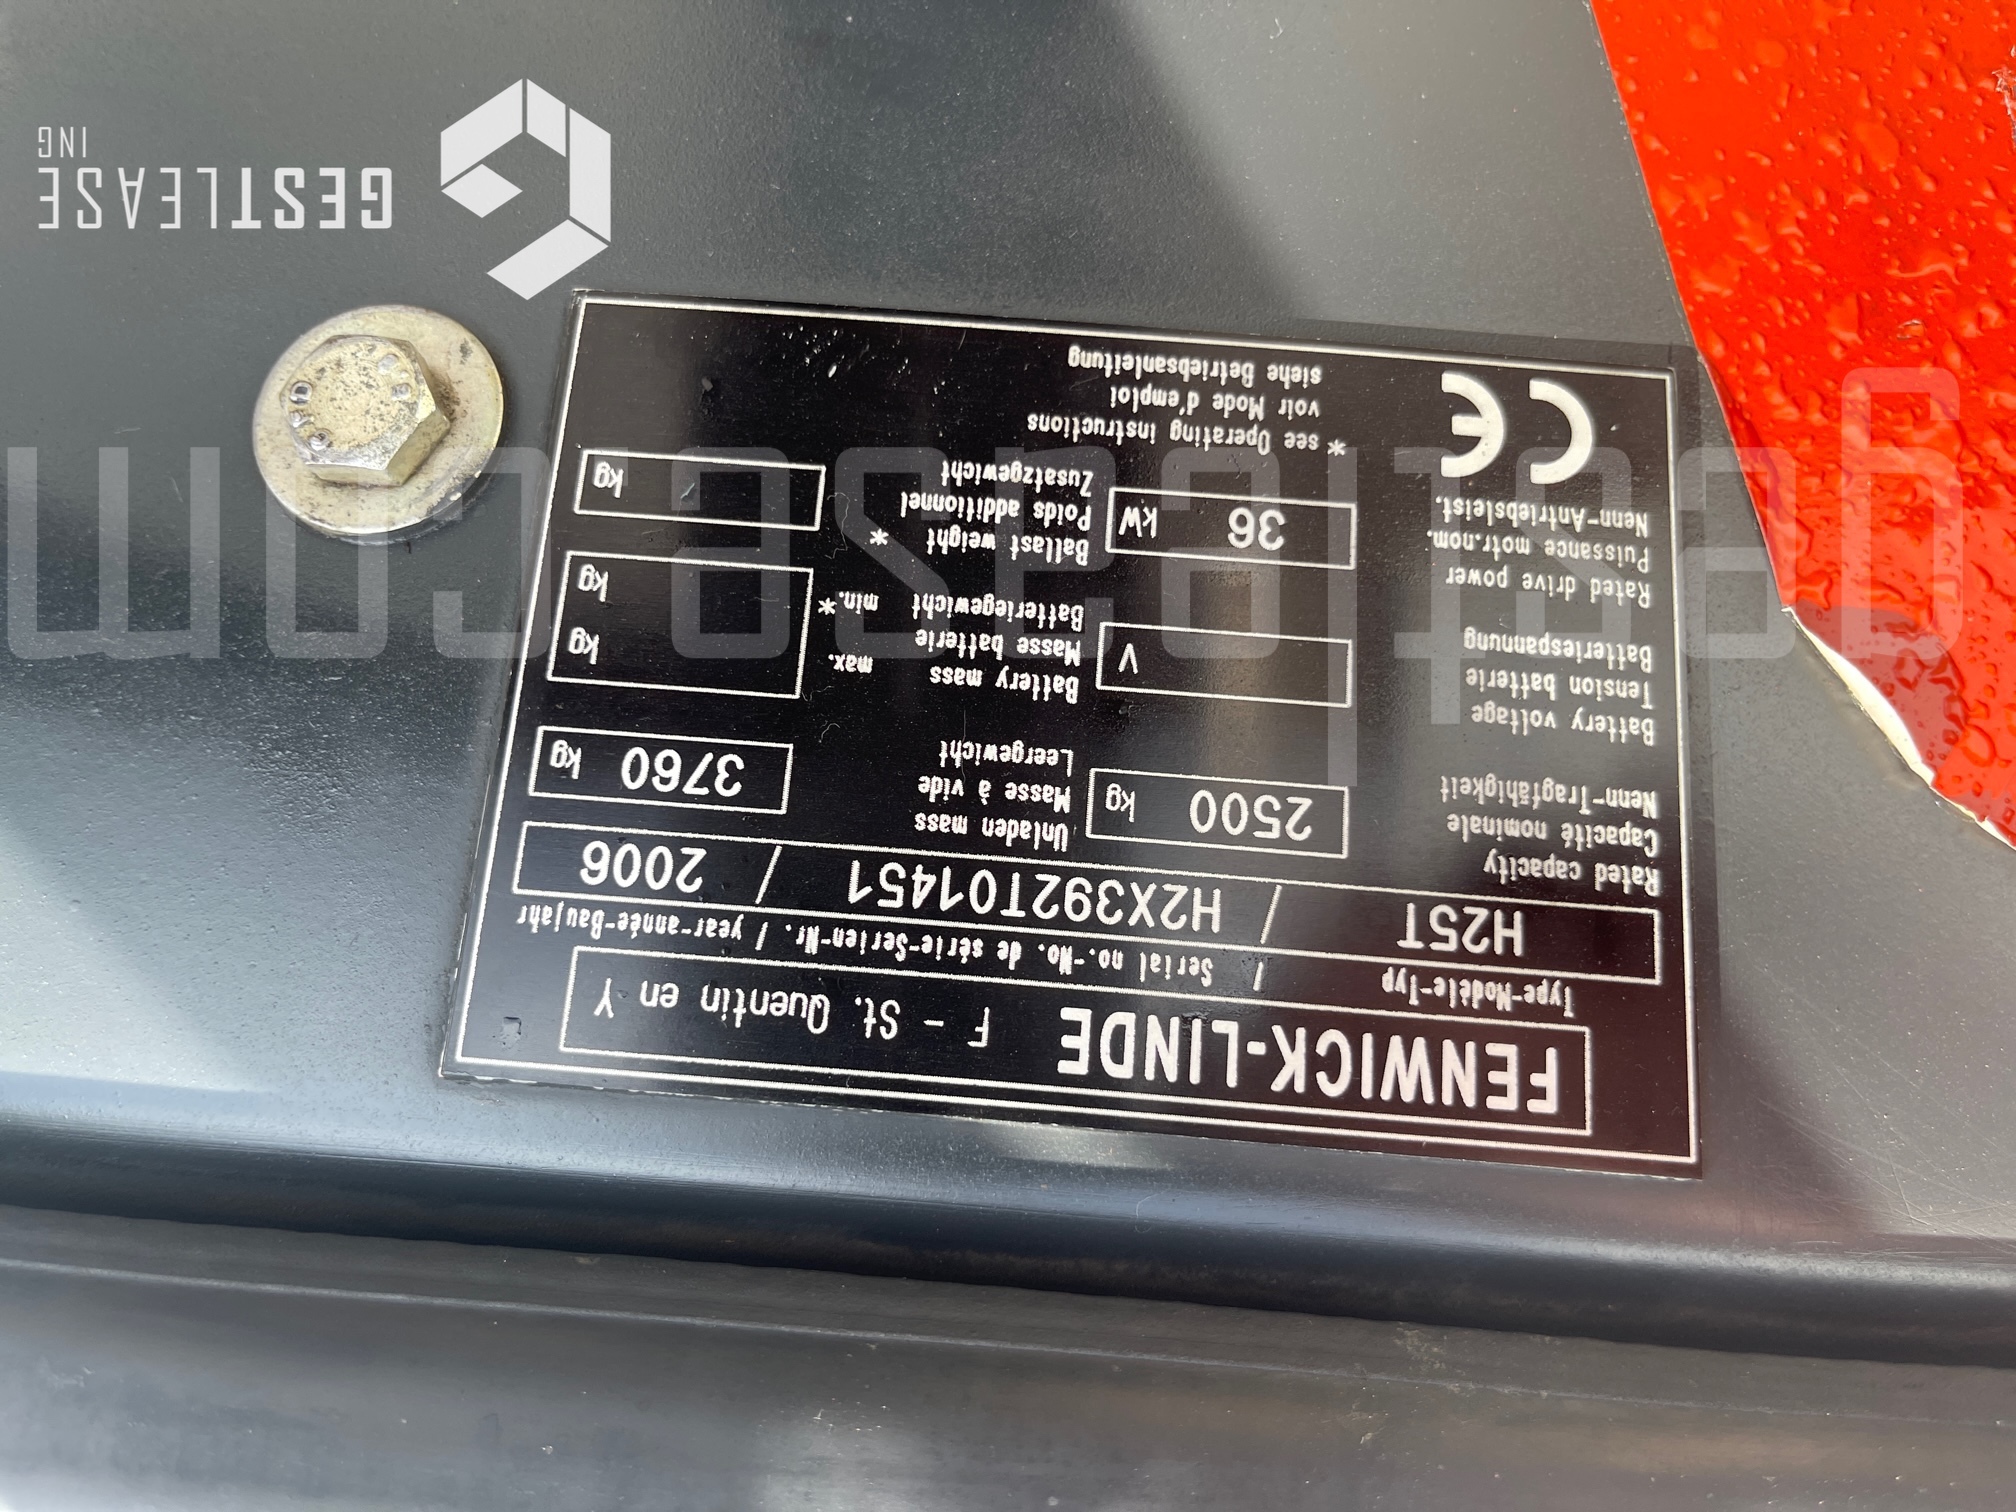 FENWICK-LINDE F - St. Quentin en Y
Type-Modèle-Typ / Serial no.-No. de série-Serien-Nr. / year-année-Baujahr
H25T / H2X392T01451 / 2006
Rated capacity
Capacité nominale
Nenn-Tragfähigkeit
2500 kg
Unladen mass
Masse à vide
Leergewicht
3760 kg
Battery voltage
Tension batterie
Batteriespannung
V
Battery mass
Masse batterie
Batteriegewicht
max.
min.*
kg
kg
Rated drive power
Puissance motr.nom.
Nenn-Antriebsleist.
36 kW
Ballast weight *
Poids additionnel
Zusatzgewicht
kg
CE
* see Operating instructions
voir Mode d'emploi
siehe Betriebsanleitung
GESTLEASE
ING
gestlease.com